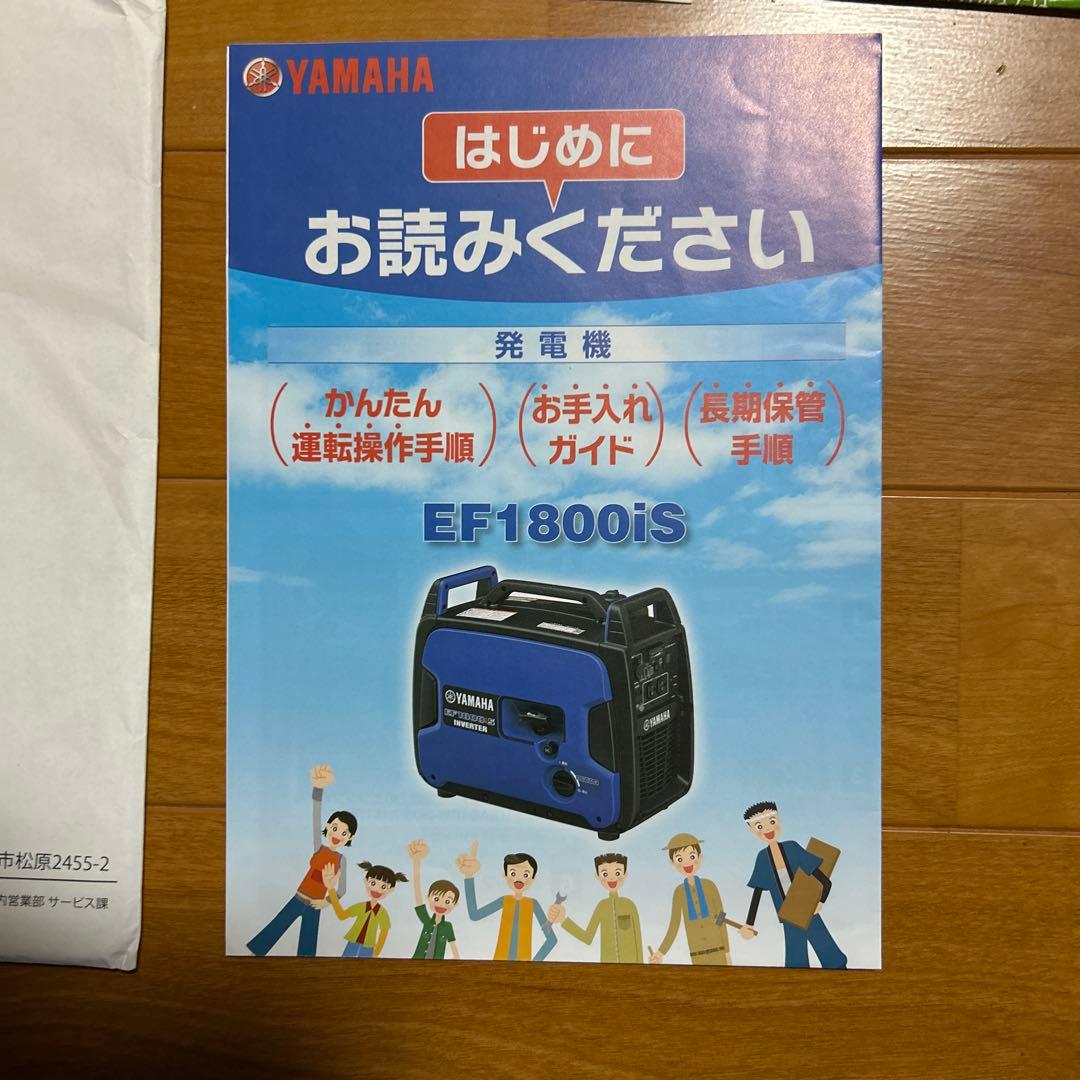 YAMAHA
はじめに
お読みください
発電機
かんたん
運転操作手順
お手入れ
ガイド
長期保管
手順
EF1800iS
YAMAHA
EF1800iS
INVERTER
YAMAHA
市松原2455-2
内営業部 サービス課